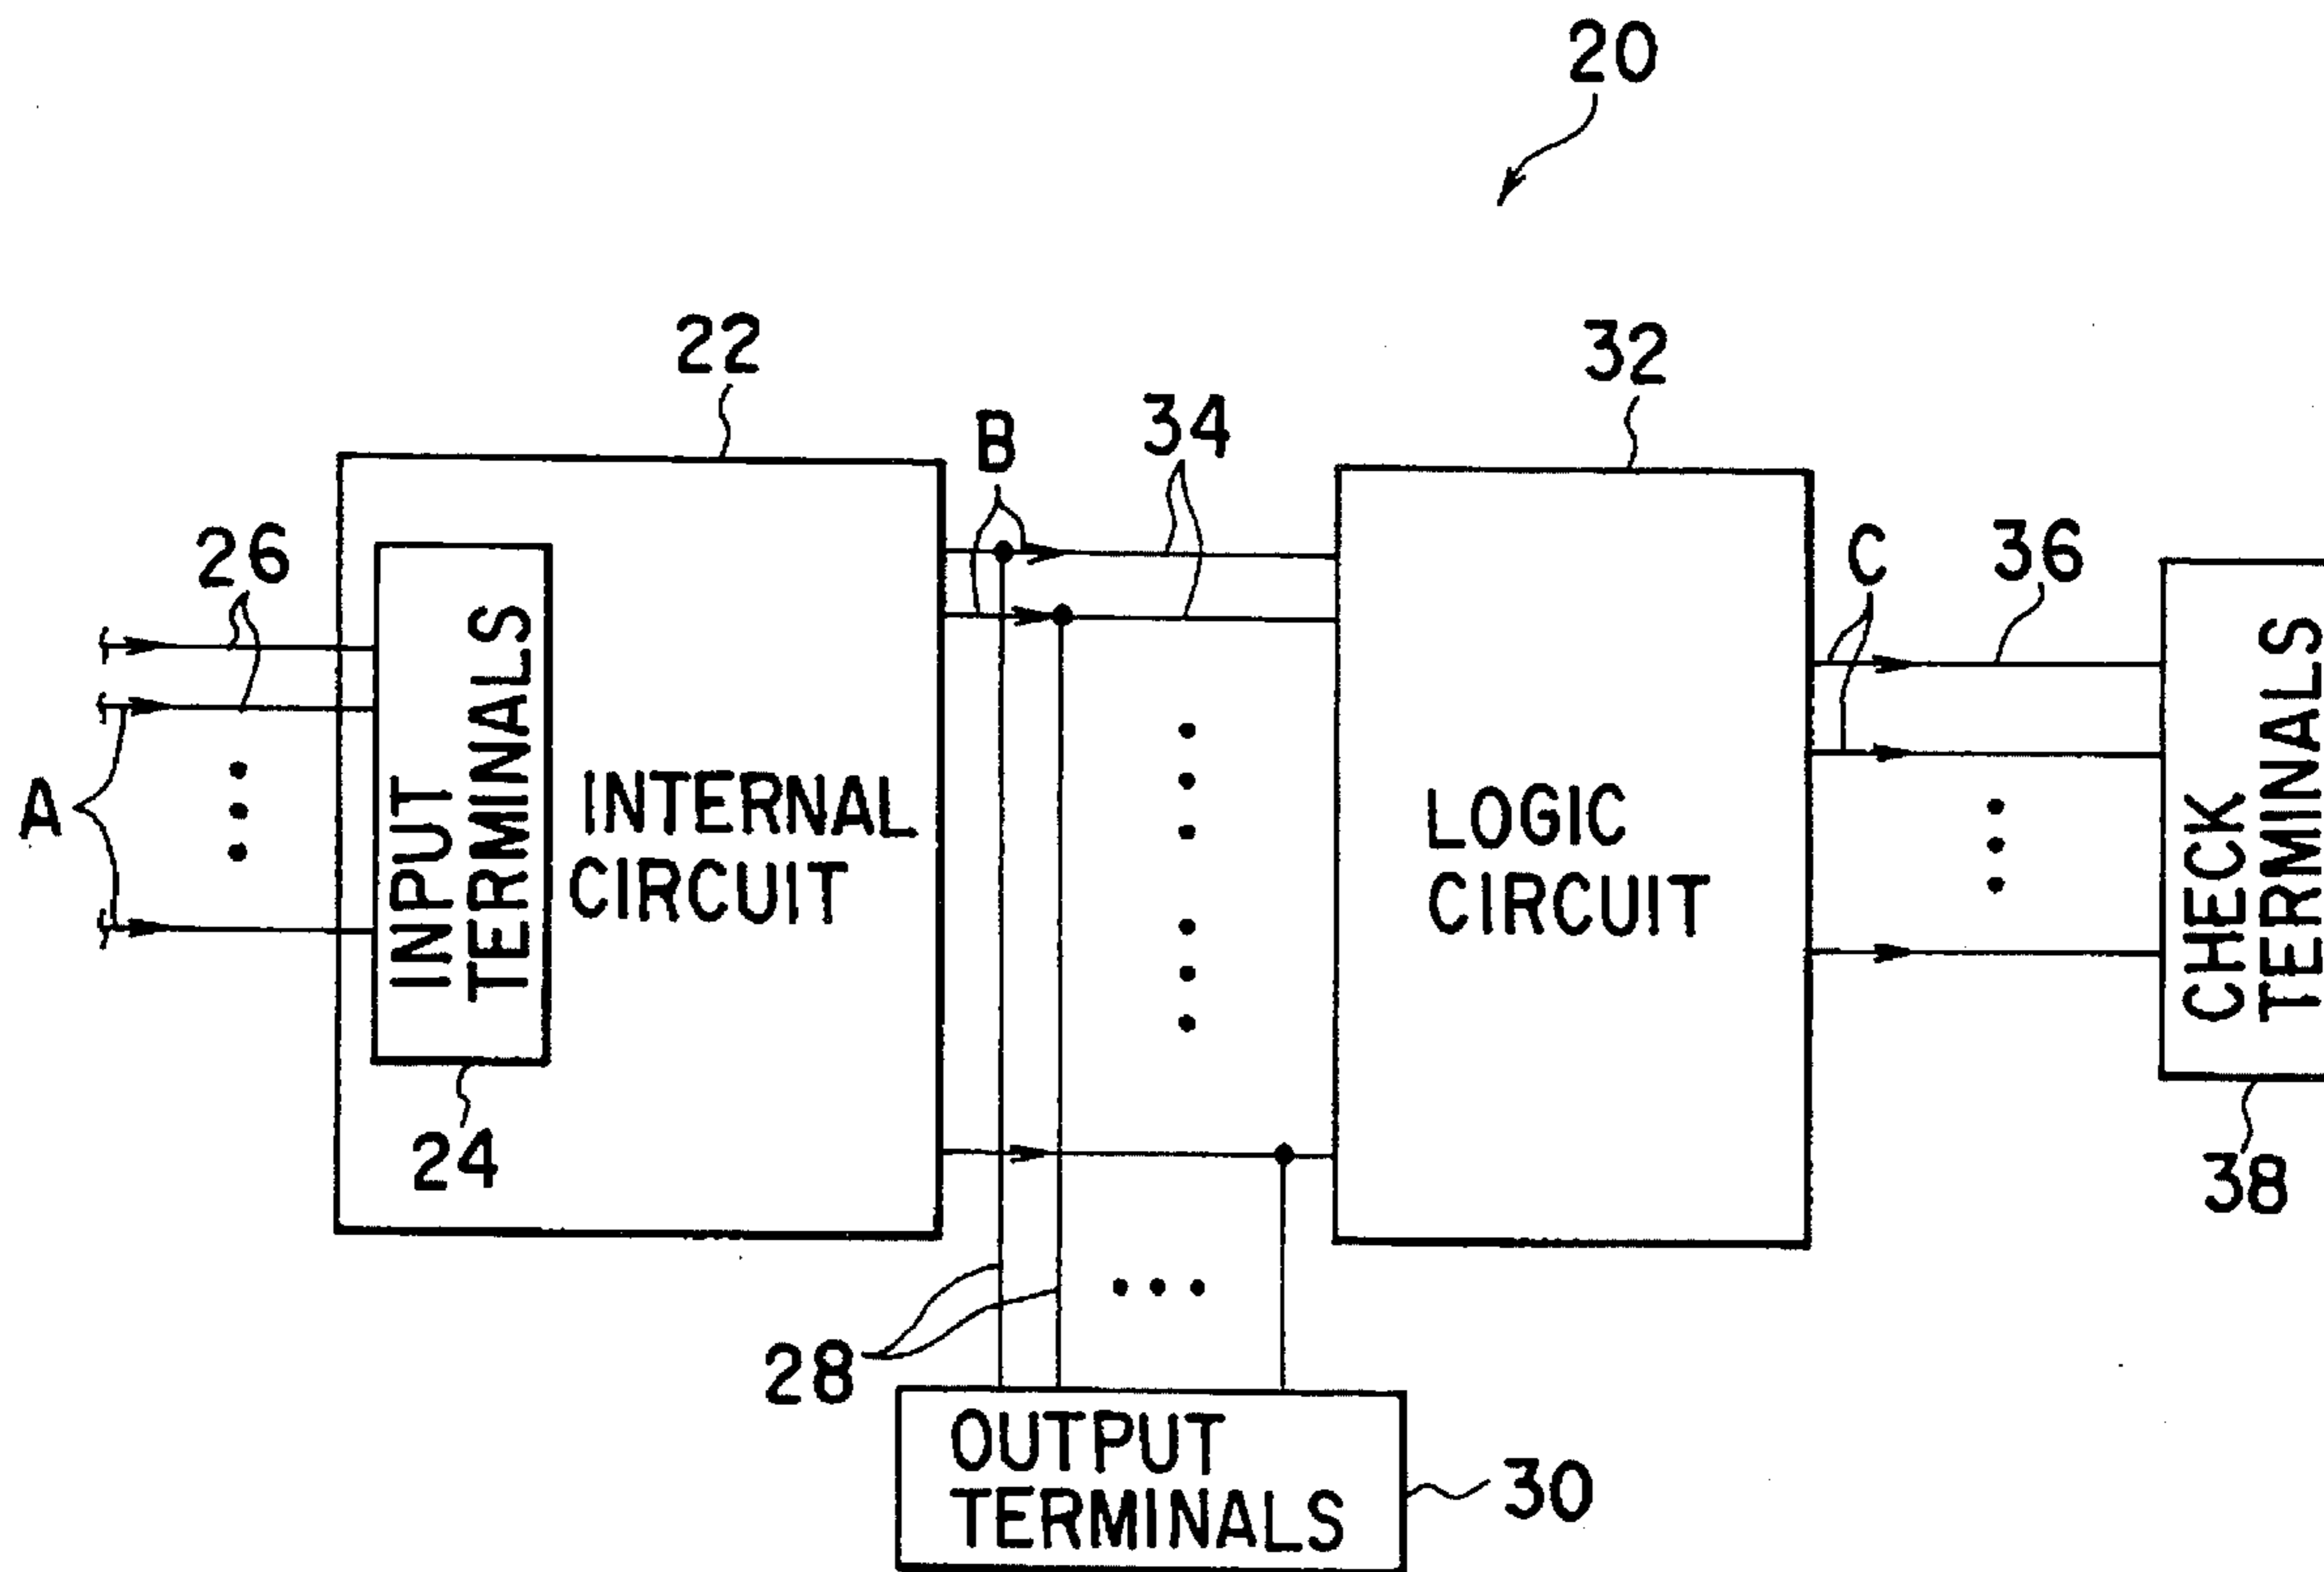 20
22
32
B
34
26
C
36
INPUT
TERMINALS
INTERNAL
CIRCUIT
LOGIC
CIRCUIT
CHECK
TERMINALS
A
24
38
28
OUTPUT
TERMINALS
30